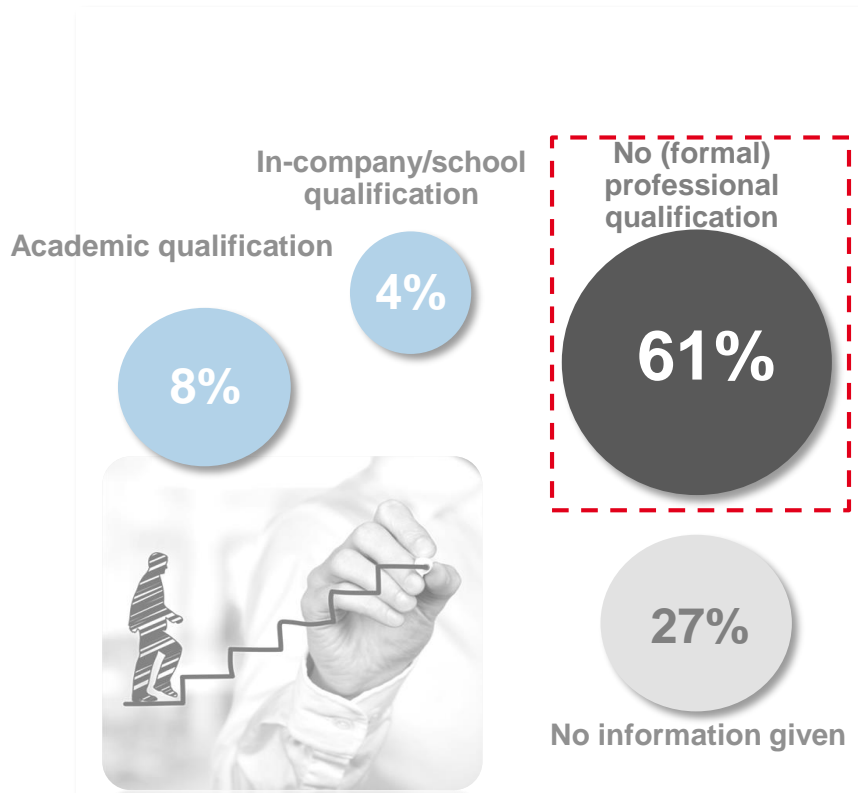 In-company/school
qualification
No (formal)
professional
qualification
Academic qualification
4%
61%
8%
27%
No information given